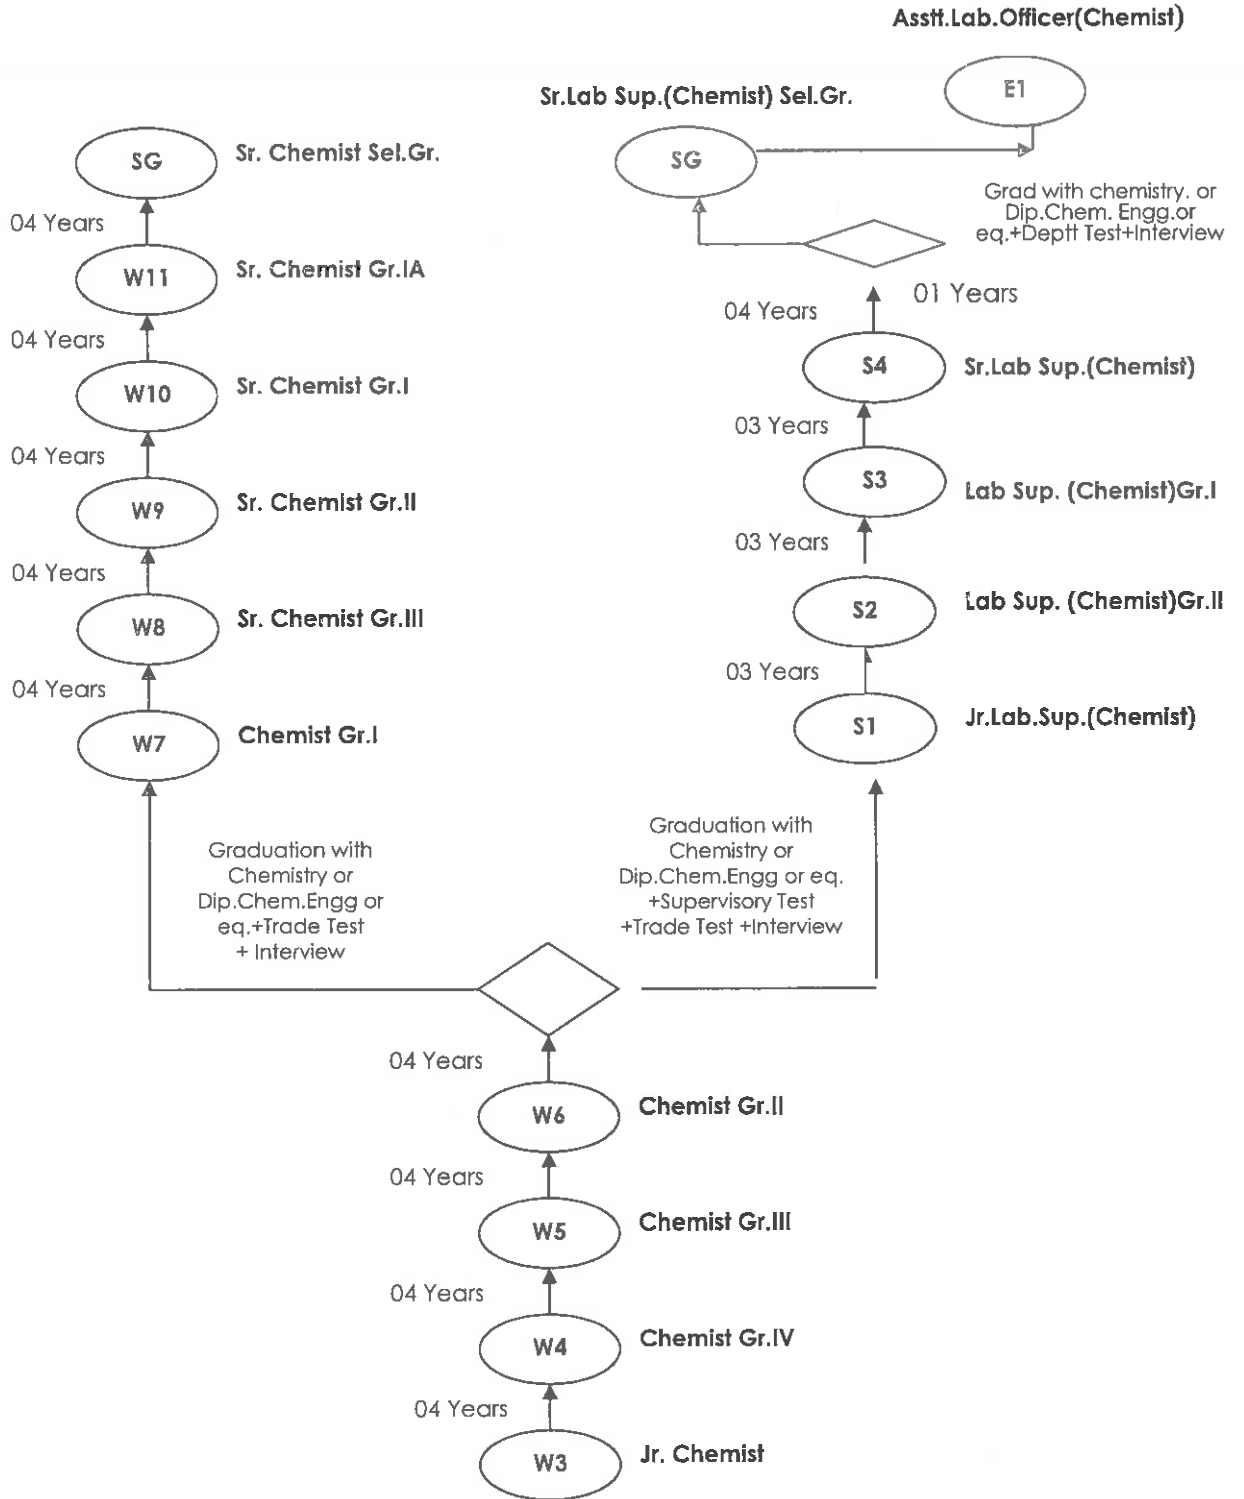 Asstt.Lab.Officer(Chemist)
E1
Sr.Lab Sup.(Chemist) Sel.Gr.
SG
Sr. Chemist Sel.Gr.
SG
Grad with chemistry. or
Dip.Chem. Engg.or
eq.+Deptt Test+Interview
04 Years
W11
Sr. Chemist Gr.IA
04 Years
01 Years
04 Years
W10
Sr. Chemist Gr.I
S4
Sr.Lab Sup.(Chemist)
04 Years
03 Years
W9
Sr. Chemist Gr.II
S3
Lab Sup. (Chemist)Gr.I
04 Years
03 Years
W8
Sr. Chemist Gr.III
S2
Lab Sup. (Chemist)Gr.II
04 Years
03 Years
W7
Chemist Gr.I
S1
Jr.Lab.Sup.(Chemist)
Graduation with
Chemistry or
Dip.Chem.Engg or
eq.+Trade Test
+ Interview
Graduation with
Chemistry or
Dip.Chem.Engg or eq.
+Supervisory Test
+Trade Test +Interview
04 Years
W6
Chemist Gr.II
04 Years
W5
Chemist Gr.III
04 Years
W4
Chemist Gr.IV
04 Years
W3
Jr. Chemist